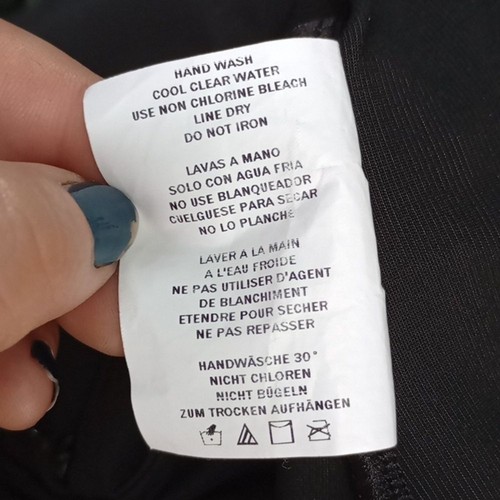 HAND WASH
COOL CLEAR WATER
USE NON CHLORINE BLEACH
LINE DRY
DO NOT IRON
LAVAS A MANO
SOLO CON AGUA FRIA
NO USE BLANQUEADOR
CUELGUESE PARA SECAR
NO LO PLANCHE
LAVER A LA MAIN
A L'EAU FROIDE
NE PAS UTILISER D'AGENT
DE BLANCHIMENT
ETENDRE POUR SECHER
NE PAS REPASSER
HANDWÄSCHE 30°
NICHT CHLOREN
NICHT BÜGELN
ZUM TROCKEN AUFHÄNGEN